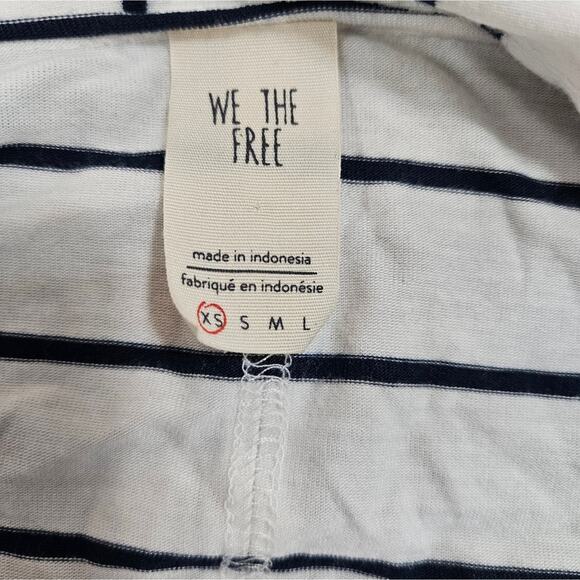 WE THE
FREE
made in indonesia
fabriqué en indonésie
XS S M L